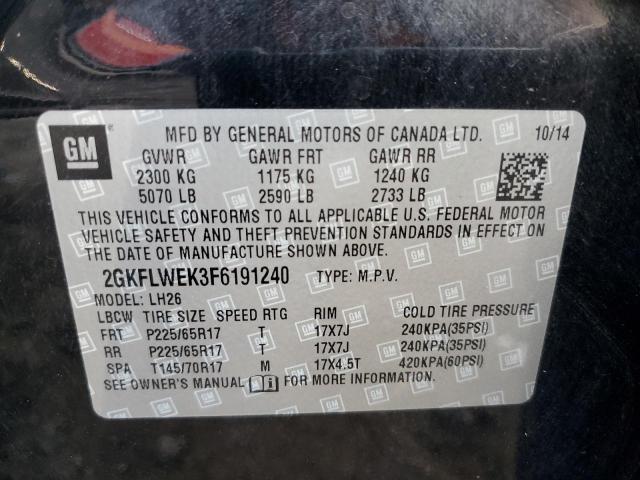 GM
MFD BY GENERAL MOTORS OF CANADA LTD. 10/14
GVWR GAWR FRT GAWR RR
2300 KG 1175 KG 1240 KG
5070 LB 2590 LB 2733 LB
THIS VEHICLE CONFORMS TO ALL APPLICABLE U.S. FEDERAL MOTOR
VEHICLE SAFETY AND THEFT PREVENTION STANDARDS IN EFFECT ON
THE DATE OF MANUFACTURE SHOWN ABOVE.
2GKFLWEK3F6191240 TYPE: M.P.V.
MODEL: LH26
LBCW TIRE SIZE SPEED RTG RIM COLD TIRE PRESSURE
FRT P225/65R17 T 17X7J 240KPA(35PSI)
RR P225/65R17 T 17X7J 240KPA(35PSI)
SPA T145/70R17 M 17X4.5T 420KPA(60PSI)
SEE OWNER'S MANUAL FOR MORE INFORMATION.